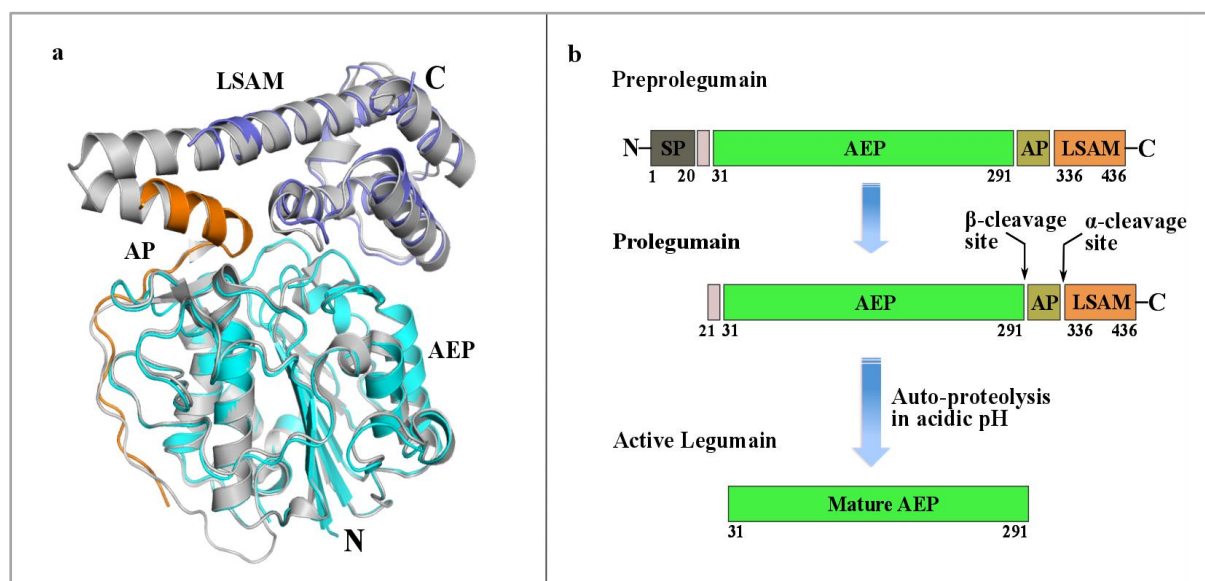 a
LSAM
C
AP
AEP
N
b
Preprolegumain
N SP AEP AP LSAM C
1 20 31 291 336 436
β-cleavage site
α-cleavage site
Prolegumain
AEP AP LSAM C
21 31 291 336 436
Auto-proteolysis
in acidic pH
Active Legumain
Mature AEP
31 291